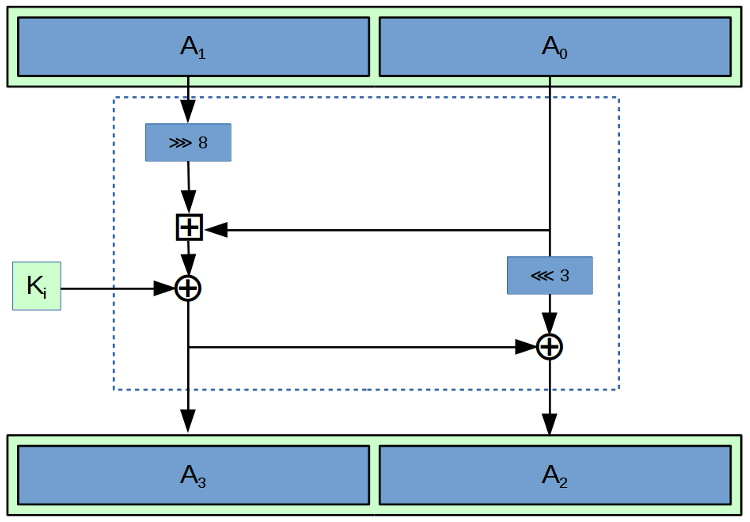 A₁ A₀
⋙ 8
Kᵢ
⋘ 3
A₃ A₂